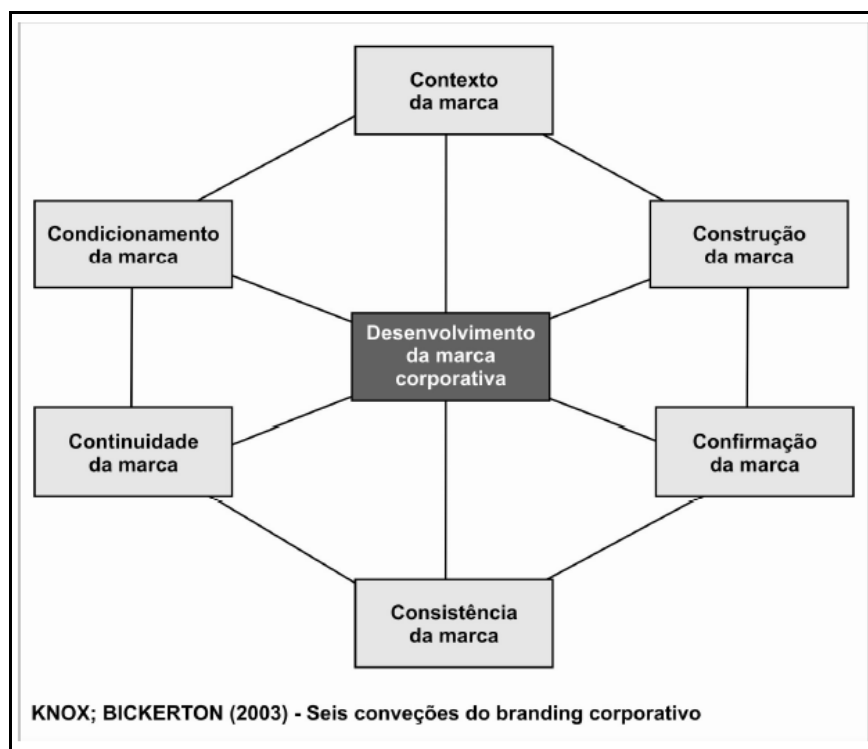 Contexto
da marca
Condicionamento
da marca
Construção
da marca
Desenvolvimento
da marca
corporativa
Continuidade
da marca
Confirmação
da marca
Consistência
da marca
KNOX; BICKERTON (2003) - Seis conveções do branding corporativo